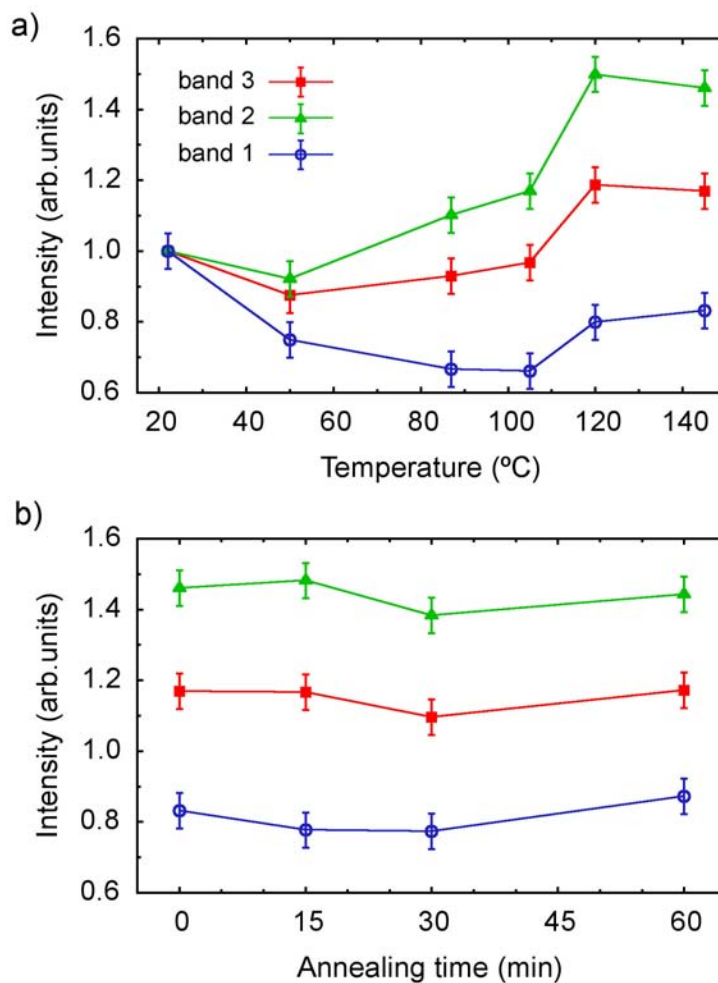 a)
1.6
1.4
1.2
1.0
0.8
0.6
Intensity (arb.units)
band 3
band 2
band 1
20 40 60 80 100 120 140
Temperature (ºC)
b)
1.6
1.4
1.2
1.0
0.8
0.6
Intensity (arb.units)
0 15 30 45 60
Annealing time (min)